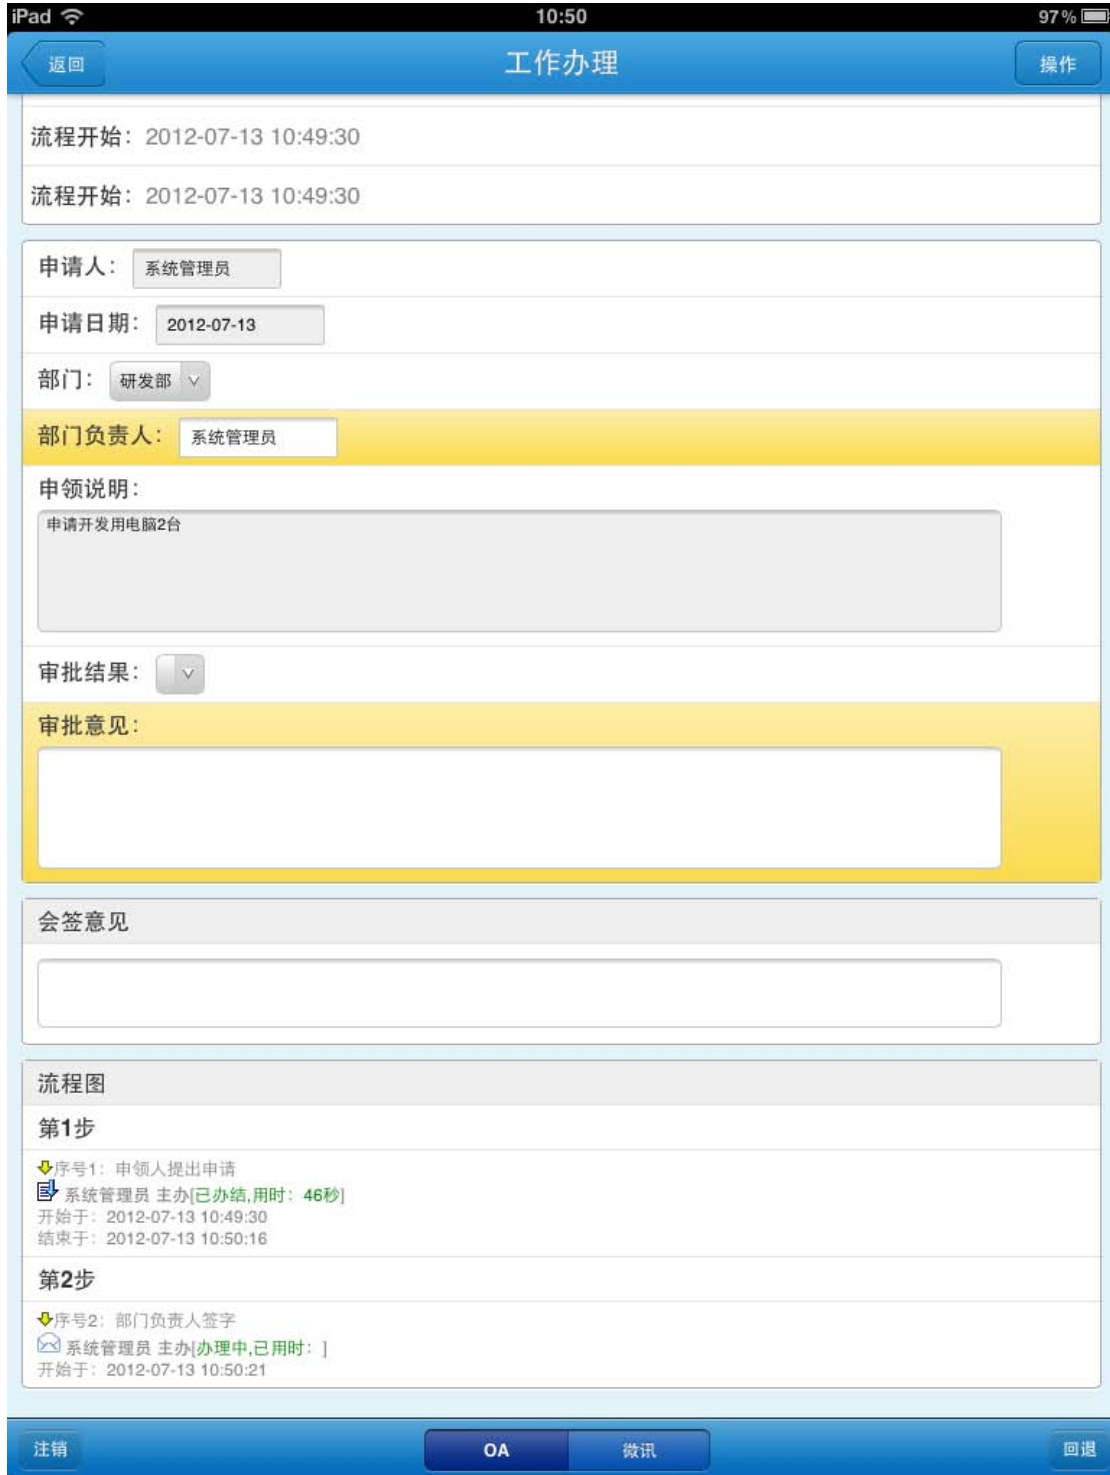 iPad 10:50 97%
返回 工作办理 操作
流程开始：2012-07-13 10:49:30
流程开始：2012-07-13 10:49:30
申请人：系统管理员
申请日期：2012-07-13
部门：研发部
部门负责人：系统管理员
申领说明：
申请开发用电脑2台
审批结果：
审批意见：
会签意见
流程图
第1步
序号1：申领人提出申请
系统管理员 主办[已办结,用时：46秒]
开始于：2012-07-13 10:49:30
结束于：2012-07-13 10:50:16
第2步
序号2：部门负责人签字
系统管理员 主办[办理中,已用时：]
开始于：2012-07-13 10:50:21
注销 OA 微讯 回退